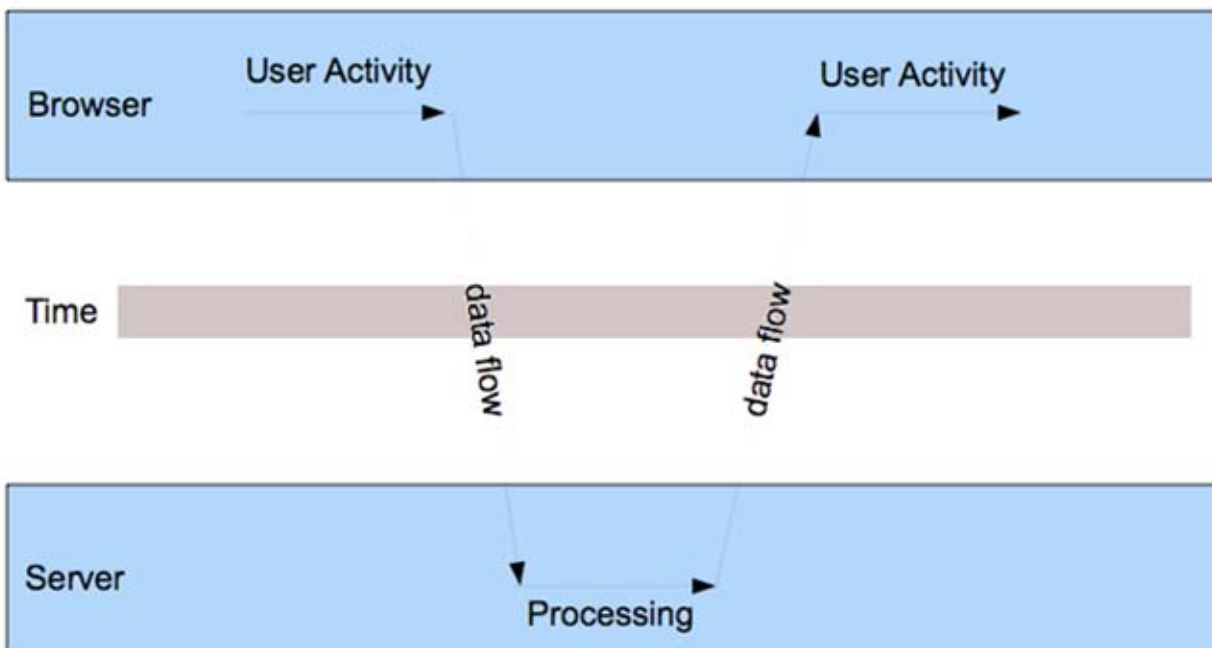 User Activity
User Activity
Browser
Time
data flow
data flow
Server
Processing